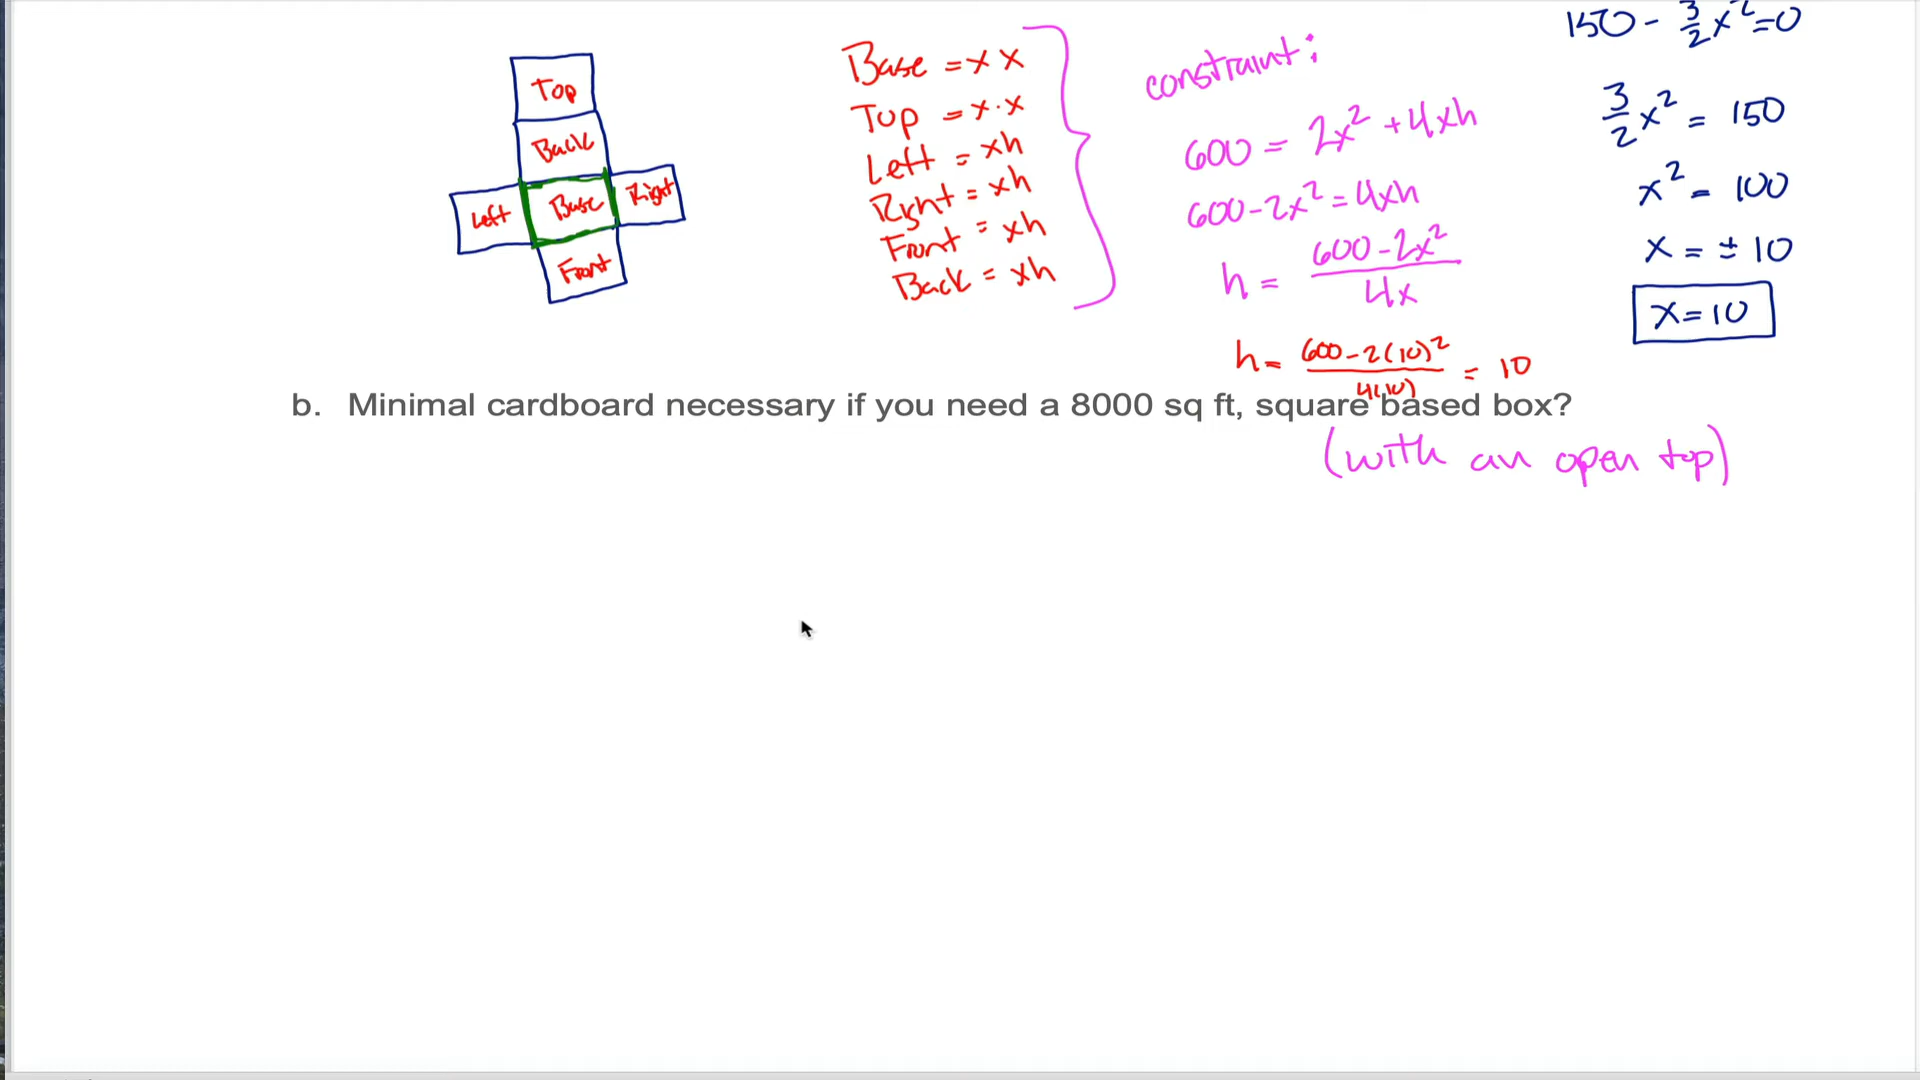 Top
Back
Left
Base
Right
Front
Base = x x
Top = x·x
Left = xh
Right = xh
Front = xh
Back = xh
constraint:
600 = 2x² + 4xh
600 - 2x² = 4xh
h = (600 - 2x²)/(4x)
h = (600 - 2(10)²)/(4(10)) = 10
150 - 3/2 x² = 0
3/2 x² = 150
x² = 100
x = ± 10
x = 10
b. Minimal cardboard necessary if you need a 8000 sq ft, square based box?
(with an open top)